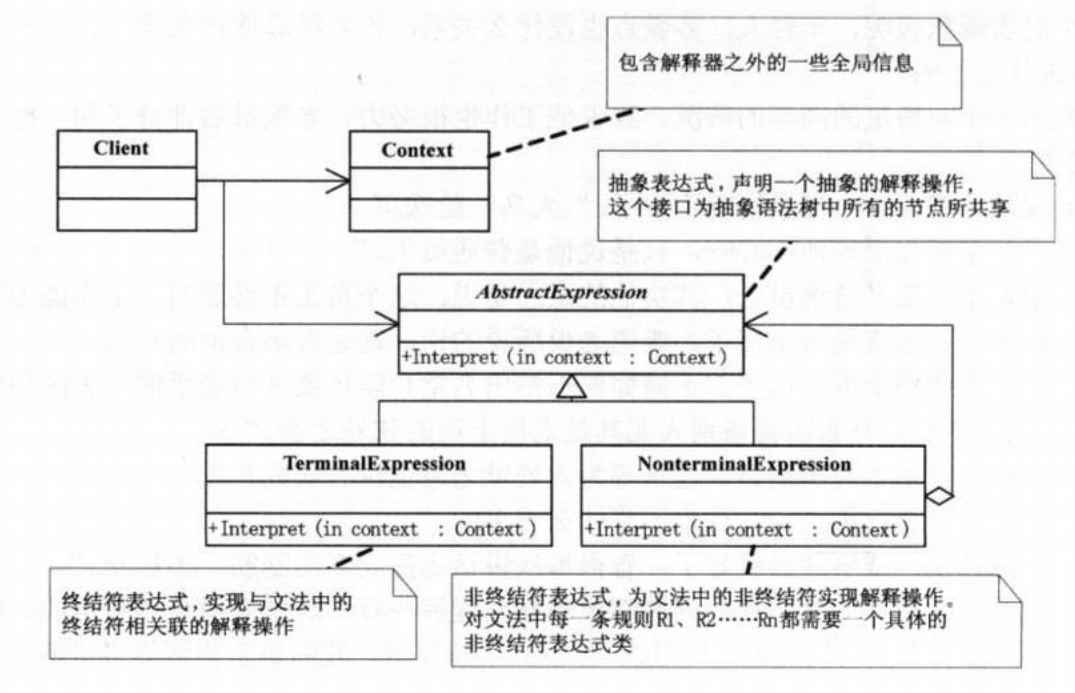 包含解释器之外的一些全局信息
Client
Context
抽象表达式，声明一个抽象的解释操作，
这个接口为抽象语法树中所有的节点所共享
AbstractExpression
+Interpret(in context : Context)
TerminalExpression
+Interpret(in context : Context)
NonterminalExpression
+Interpret(in context : Context)
终结符表达式，实现与文法中的
终结符相关联的解释操作
非终结符表达式，为文法中的非终结符实现解释操作。
对文法中每一条规则R1、R2……Rn都需要一个具体的
非终结符表达式类